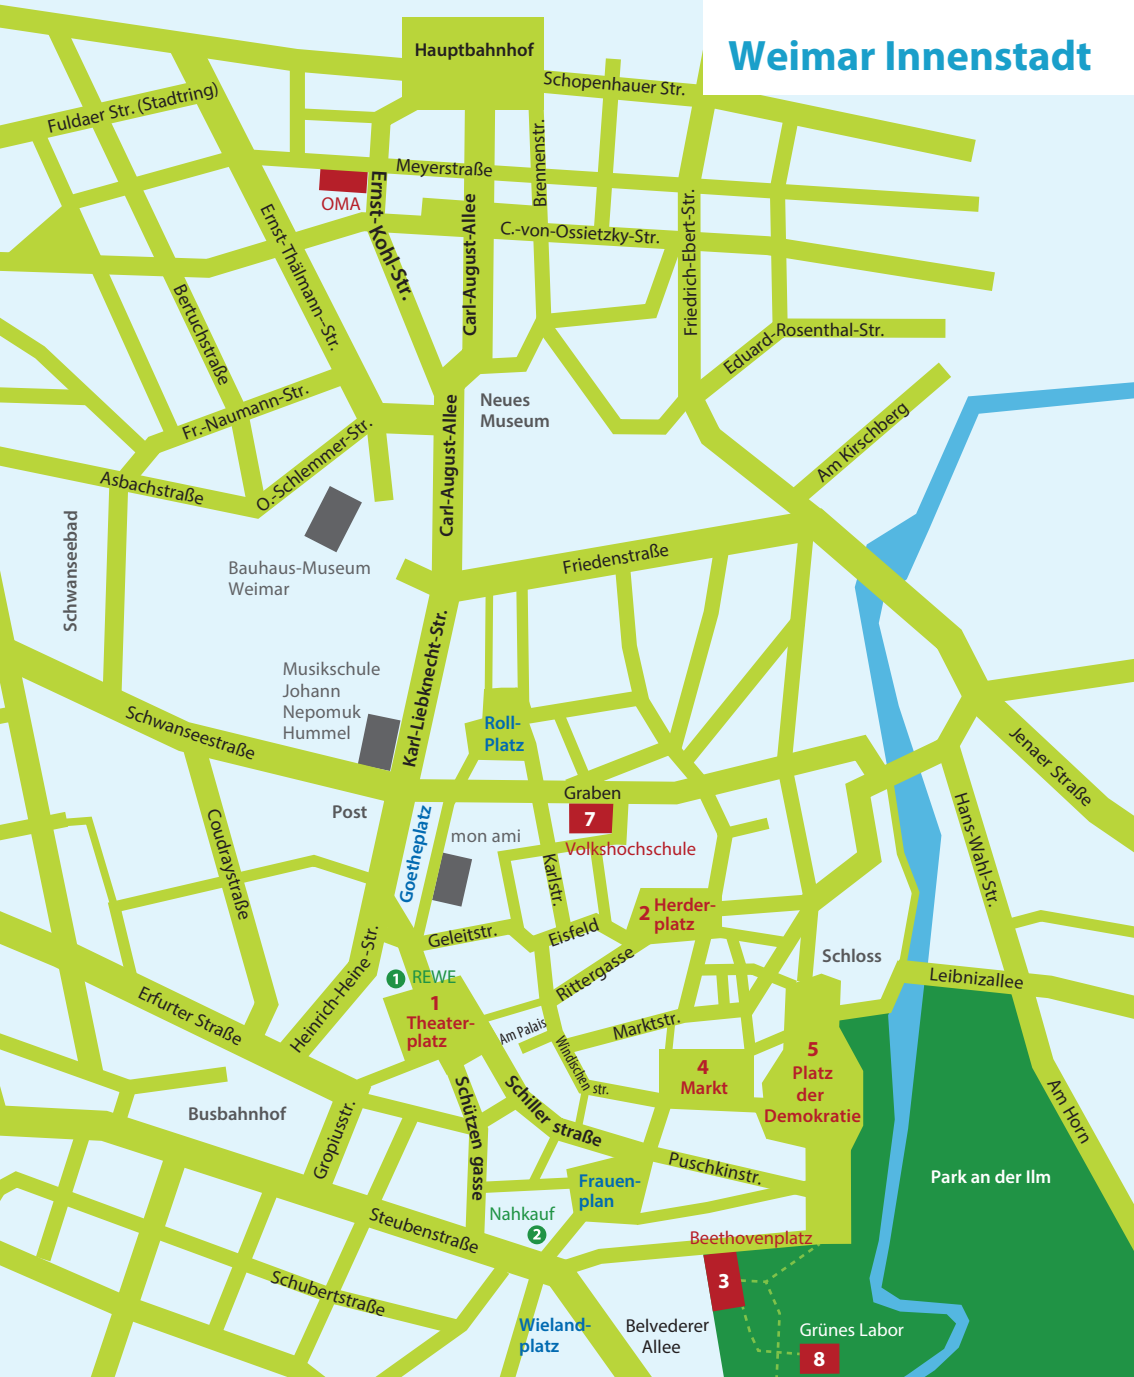 Weimar Innenstadt
Hauptbahnhof
Schopenhauer Str.
Fuldaer Str. (Stadtring)
Meyerstraße
Brennenstr.
OMA
Ernst-Kohl-Str.
Carl-August-Allee
C.-von-Ossietzky-Str.
Friedrich-Ebert-Str.
Ernst-Thälmann--Str.
Bertuchstraße
Eduard-Rosenthal-Str.
Fr.-Naumann-Str.
Neues
Museum
Carl-August-Allee
Am Kirschberg
O.-Schlemmer-Str.
Asbachstraße
Schwanseebad
Bauhaus-Museum
Weimar
Friedenstraße
Karl-Liebknecht-Str.
Musikschule
Johann
Nepomuk
Hummel
Roll-
Platz
Schwanseestraße
Jenaer Straße
Graben
7
Volkshochschule
Post
Goetheplatz
mon ami
Karlstr.
Coudraystraße
Hans-Wahl-Str.
2 Herder-
platz
Geleitstr.
Eisfeld
Schloss
Heinrich-Heine-Str.
Rittergasse
1 REWE
Leibnizallee
Erfurter Straße
1
Theater-
platz
Am Palais
Marktstr.
Windischen str.
4
Markt
5
Platz
der
Demokratie
Schützen gasse
Schiller straße
Busbahnhof
Gropiusstr.
Am Horn
Puschkinstr.
Park an der Ilm
Frauen-
plan
Nahkauf
2
Steubenstraße
Beethovenplatz
3
Schubertstraße
Wieland-
platz
Belvederer
Allee
Grünes Labor
8